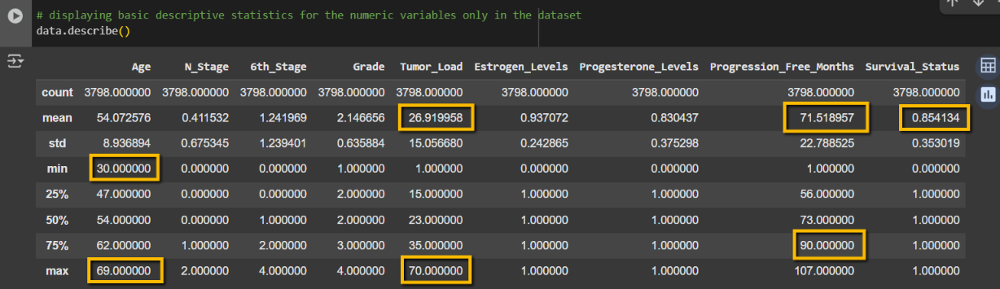 # displaying basic descriptive statistics for the numeric variables only in the dataset
data.describe()
Age N_Stage 6th_Stage Grade Tumor_Load Estrogen_Levels Progesterone_Levels Progression_Free_Months Survival_Status
count 3798.000000 3798.000000 3798.000000 3798.000000 3798.000000 3798.000000 3798.000000 3798.000000 3798.000000
mean 54.072576 0.411532 1.241969 2.146656 26.919958 0.937072 0.830437 71.518957 0.854134
std 8.936894 0.675345 1.239401 0.635884 15.056680 0.242865 0.375298 22.788525 0.353019
min 30.000000 0.000000 0.000000 1.000000 1.000000 0.000000 0.000000 1.000000 0.000000
25% 47.000000 0.000000 0.000000 2.000000 15.000000 1.000000 1.000000 56.000000 1.000000
50% 54.000000 0.000000 1.000000 2.000000 23.000000 1.000000 1.000000 73.000000 1.000000
75% 62.000000 1.000000 2.000000 3.000000 35.000000 1.000000 1.000000 90.000000 1.000000
max 69.000000 2.000000 4.000000 4.000000 70.000000 1.000000 1.000000 107.000000 1.000000